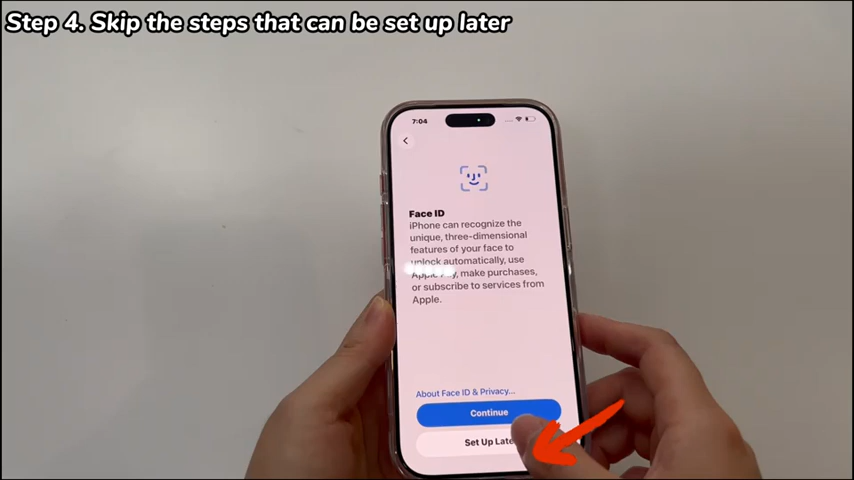 Step 4. Skip the steps that can be set up later
7:04
Face ID
iPhone can recognize the
unique, three-dimensional
features of your face to
unlock automatically, use
make purchases,
or subscribe to services from
Apple.
About Face ID & Privacy...
Continue
Set Up